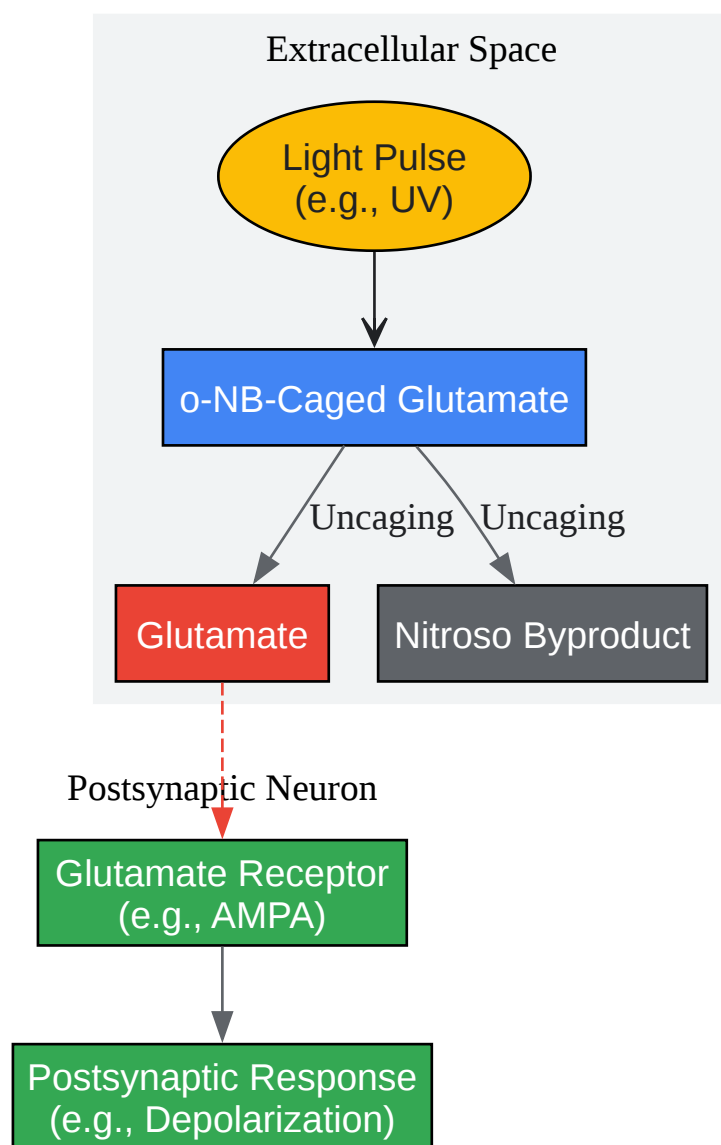 Extracellular Space
Light Pulse
(e.g., UV)
o-NB-Caged Glutamate
Uncaging
Uncaging
Glutamate
Nitroso Byproduct
Postsynaptic Neuron
Glutamate Receptor
(e.g., AMPA)
Postsynaptic Response
(e.g., Depolarization)